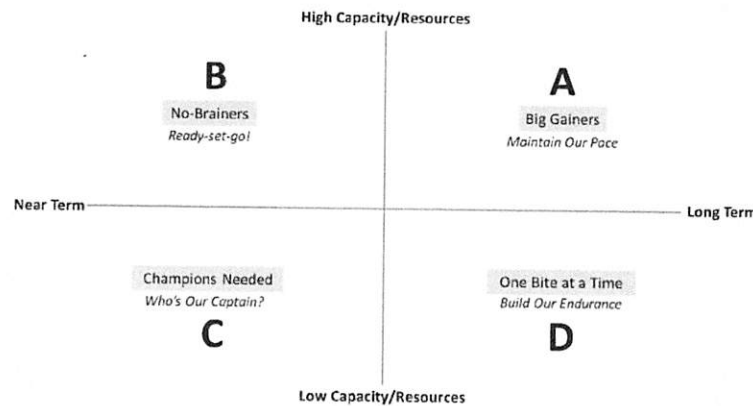 High Capacity/Resources
B
No-Brainers
Ready-set-go!
A
Big Gainers
Maintain Our Pace
Near Term
Long Term
Champions Needed
Who's Our Captain?
C
One Bite at a Time
Build Our Endurance
D
Low Capacity/Resources